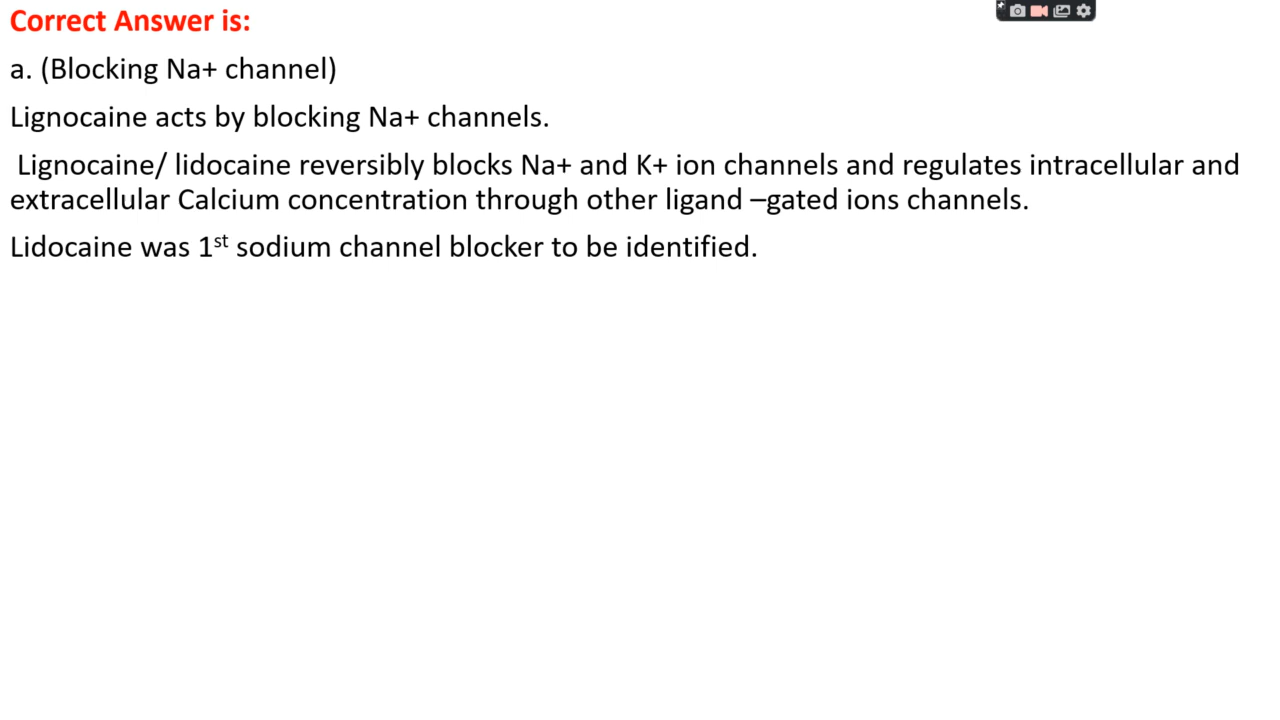 Correct Answer is:
a. (Blocking Na+ channel)
Lignocaine acts by blocking Na+ channels.
Lignocaine/ lidocaine reversibly blocks Na+ and K+ ion channels and regulates intracellular and
extracellular Calcium concentration through other ligand –gated ions channels.
Lidocaine was 1st sodium channel blocker to be identified.